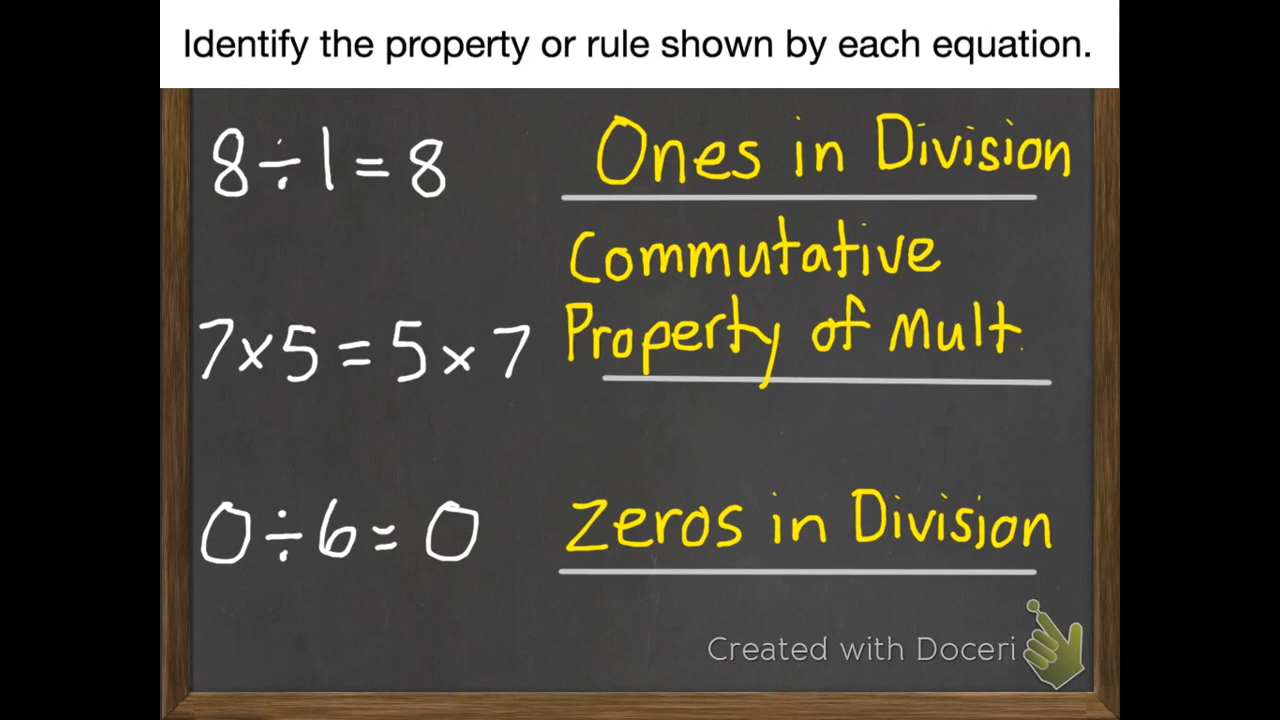 Identify the property or rule shown by each equation.
8÷1=8 Ones in Division
Commutative
7×5=5×7 Property of Mult.
0÷6=0 Zeros in Division
Created with Doceri